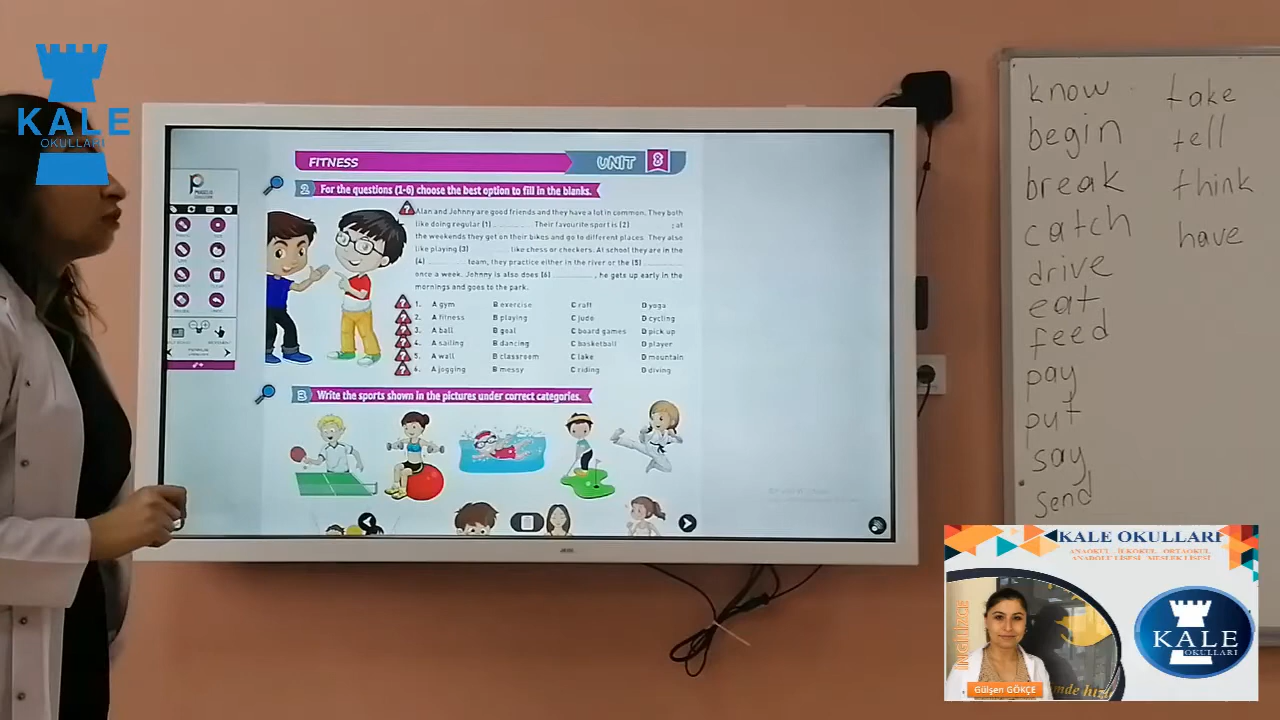 KALE
OKULLARI
FITNESS
UNIT 8
2 For the questions (1-6) choose the best option to fill in the blanks.
Alan and Johnny are good friends and they have a lot in common. They both
like doing regular (1) ............ . Their favourite sport is (2) ............ ; at
the weekends they get on their bikes and go to different places. They also
like playing (3) ............ like chess or checkers. At school they are in the
(4) ............ team, they practice either in the river or the (5) ............
once a week. Johnny is also does (6) ............ , he gets up early in the
mornings and goes to the park.
1. A gym B exercise C raft D yoga
2. A fitness B playing C judo D cycling
3. A ball B goal C board games D pick up
4. A sailing B dancing C basketball D player
5. A wall B classroom C lake D mountain
6. A jogging B messy C riding D diving
3 Write the sports shown in the pictures under correct categories.
know take
begin tell
break think
catch have
drive
eat
feed
pay
put
say
send
KALE OKULLARI
ANAOKUL İLKOKUL ORTAOKUL
ANADOLU LİSESİ MESLEK LİSESİ
İNGİLİZCE
Gülşen GÖKÇE
KALE
OKULLARI